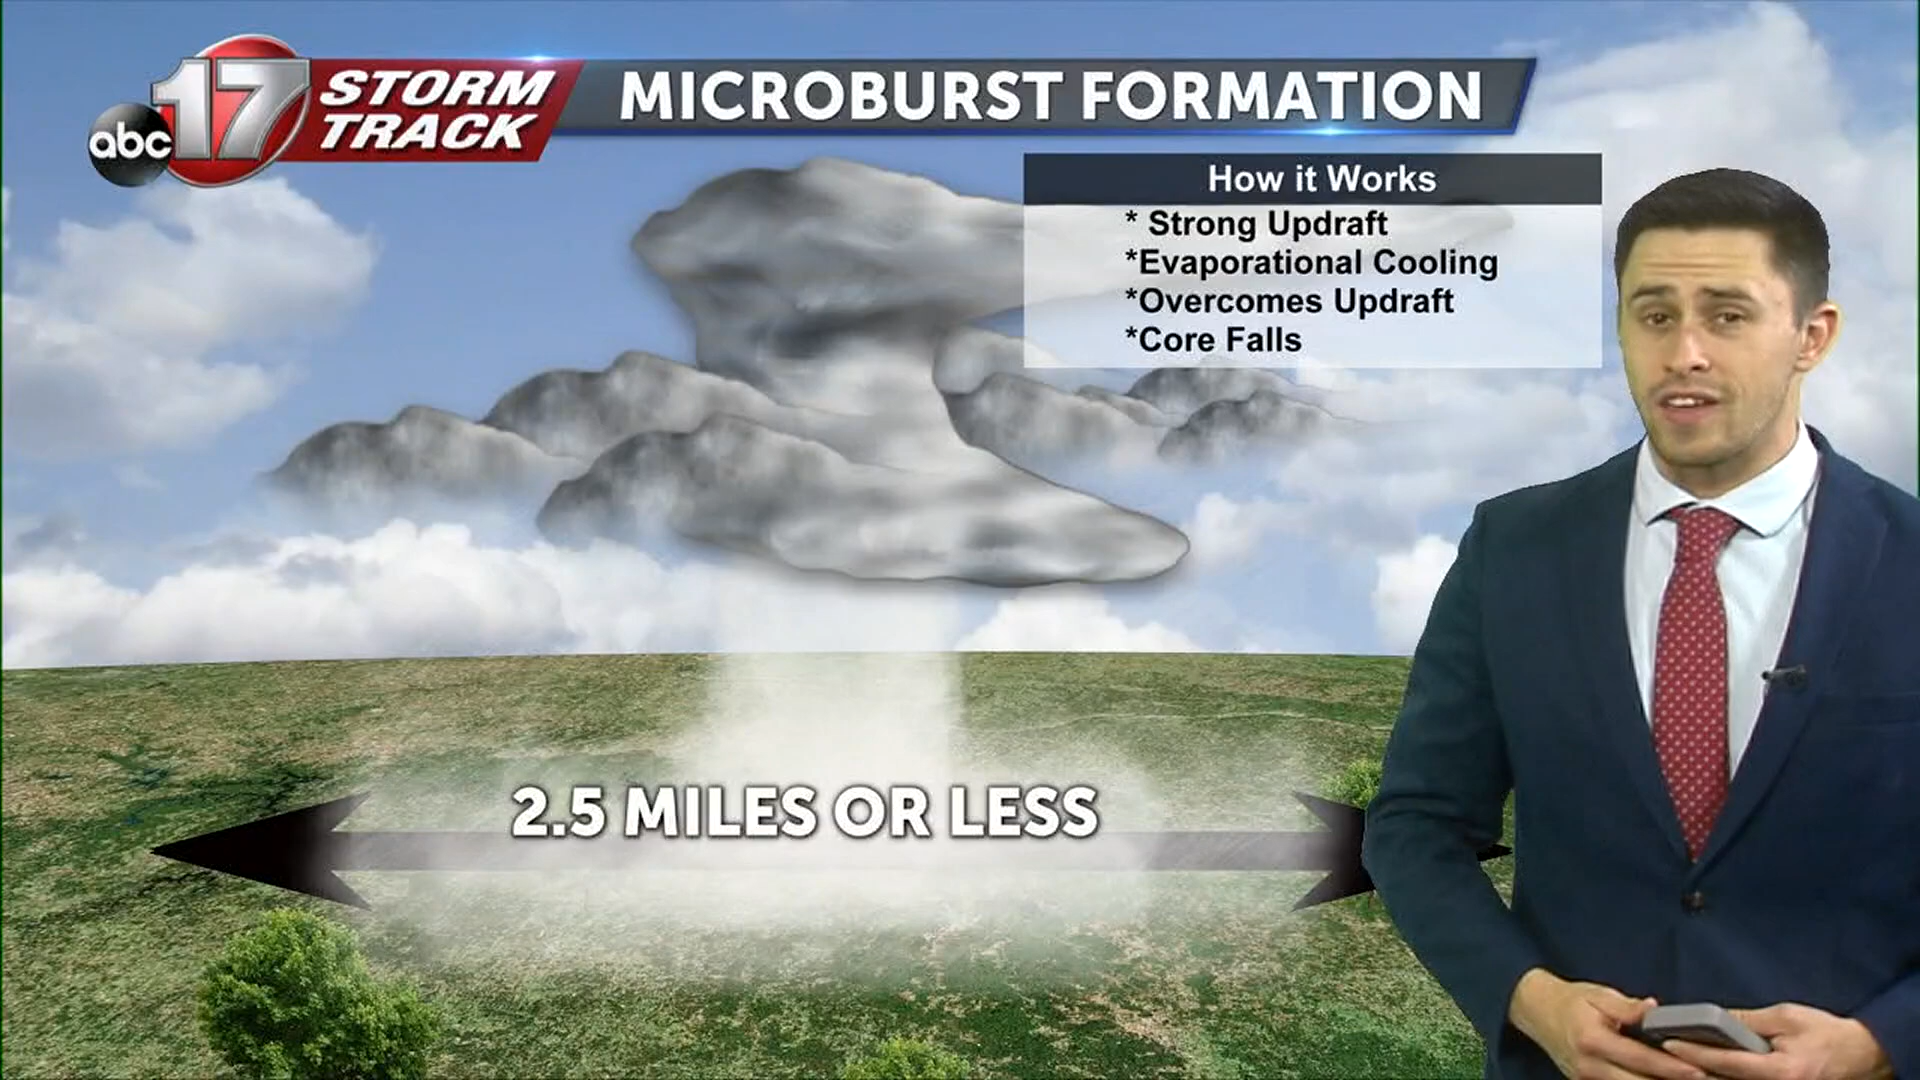 abc 17 STORM
TRACK
MICROBURST FORMATION
How it Works
* Strong Updraft
*Evaporational Cooling
*Overcomes Updraft
*Core Falls
2.5 MILES OR LESS